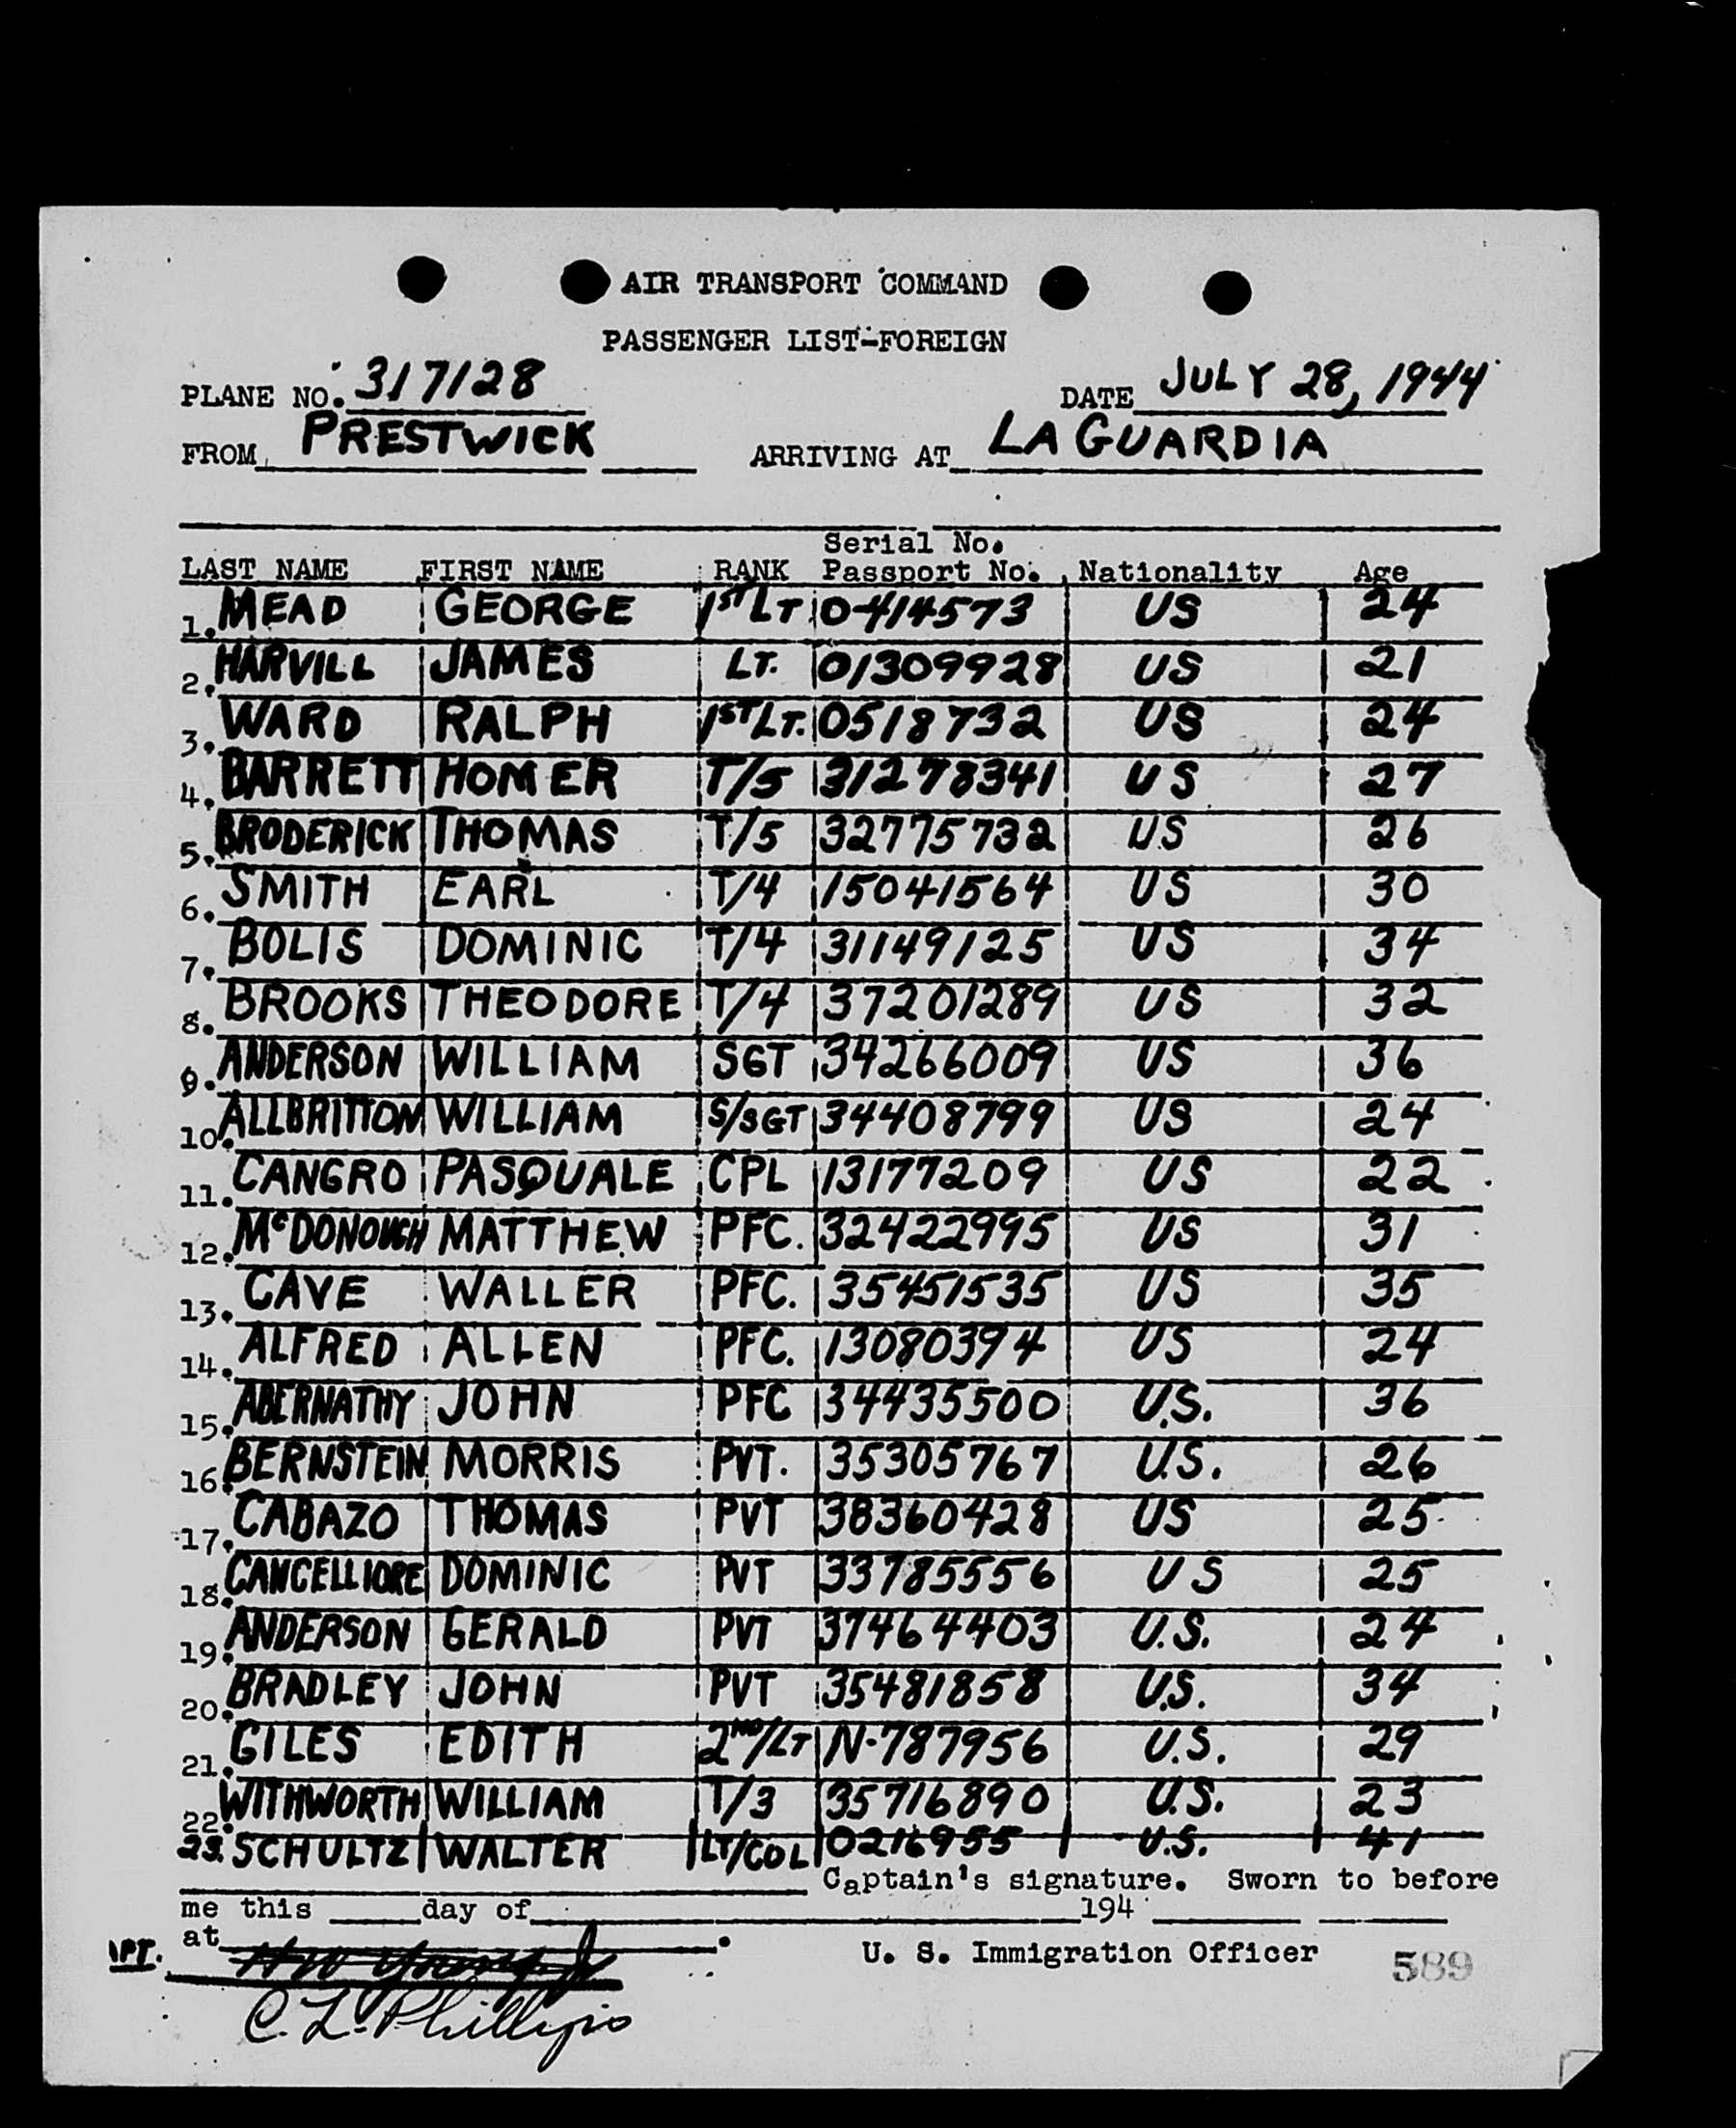 AIR TRANSPORT COMMAND
PASSENGER LIST-FOREIGN
PLANE NO. 317128 DATE JULY 28, 1944
FROM PRESTWICK ARRIVING AT LA GUARDIA
Serial No.
LAST NAME FIRST NAME RANK Passport No. Nationality Age
1. MEAD GEORGE 1ST LT 0-414573 US 24
2. HARVILL JAMES LT. 01309928 US 21
3. WARD RALPH 1ST LT. 0518732 US 24
4. BARRETT HOMER T/5 31278341 US 27
5. BRODERICK THOMAS T/5 32775732 US 26
6. SMITH EARL T/4 15041564 US 30
7. BOLIS DOMINIC T/4 31149125 US 34
8. BROOKS THEODORE T/4 37201289 US 32
9. ANDERSON WILLIAM SGT 34266009 US 36
10. ALLBRITTON WILLIAM S/SGT 34408799 US 24
11. CANGRO PASQUALE CPL 13177209 US 22
12. McDONOUGH MATTHEW PFC. 32422995 US 31
13. CAVE WALLER PFC. 35451535 US 35
14. ALFRED ALLEN PFC. 13080394 US 24
15. ABERNATHY JOHN PFC 34435500 U.S. 36
16. BERNSTEIN MORRIS PVT. 35305767 U.S. 26
17. CABAZO THOMAS PVT 38360428 US 25
18. CANCELLIORE DOMINIC PVT 33785556 US 25
19. ANDERSON GERALD PVT 37464403 U.S. 24
20. BRADLEY JOHN PVT 35481858 U.S. 34
21. GILES EDITH 2ND/LT N-787956 U.S. 29
22. WITHWORTH WILLIAM T/3 35716890 U.S. 23
23. SCHULTZ WALTER LT/COL 0216955 U.S. 41
Captain's signature. Sworn to before
me this day of 194
at .
U. S. Immigration Officer 589
C. L. Phillips